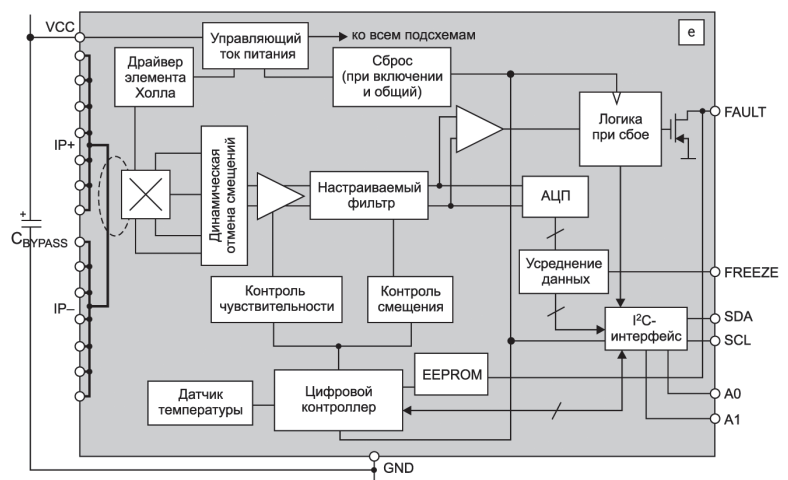 VCC
Управляющий
ток питания
ко всем подсхемам
e
Драйвер
элемента
Холла
Сброс
(при включении
и общий)
Логика
при сбое
FAULT
IP+
Динамическая
отмена смещений
Настраиваемый
фильтр
АЦП
+
CBYPASS
Усреднение
данных
FREEZE
Контроль
чувствительности
Контроль
смещения
IP–
I²C-
интерфейс
SDA
SCL
EEPROM
Датчик
температуры
Цифровой
контроллер
A0
A1
GND